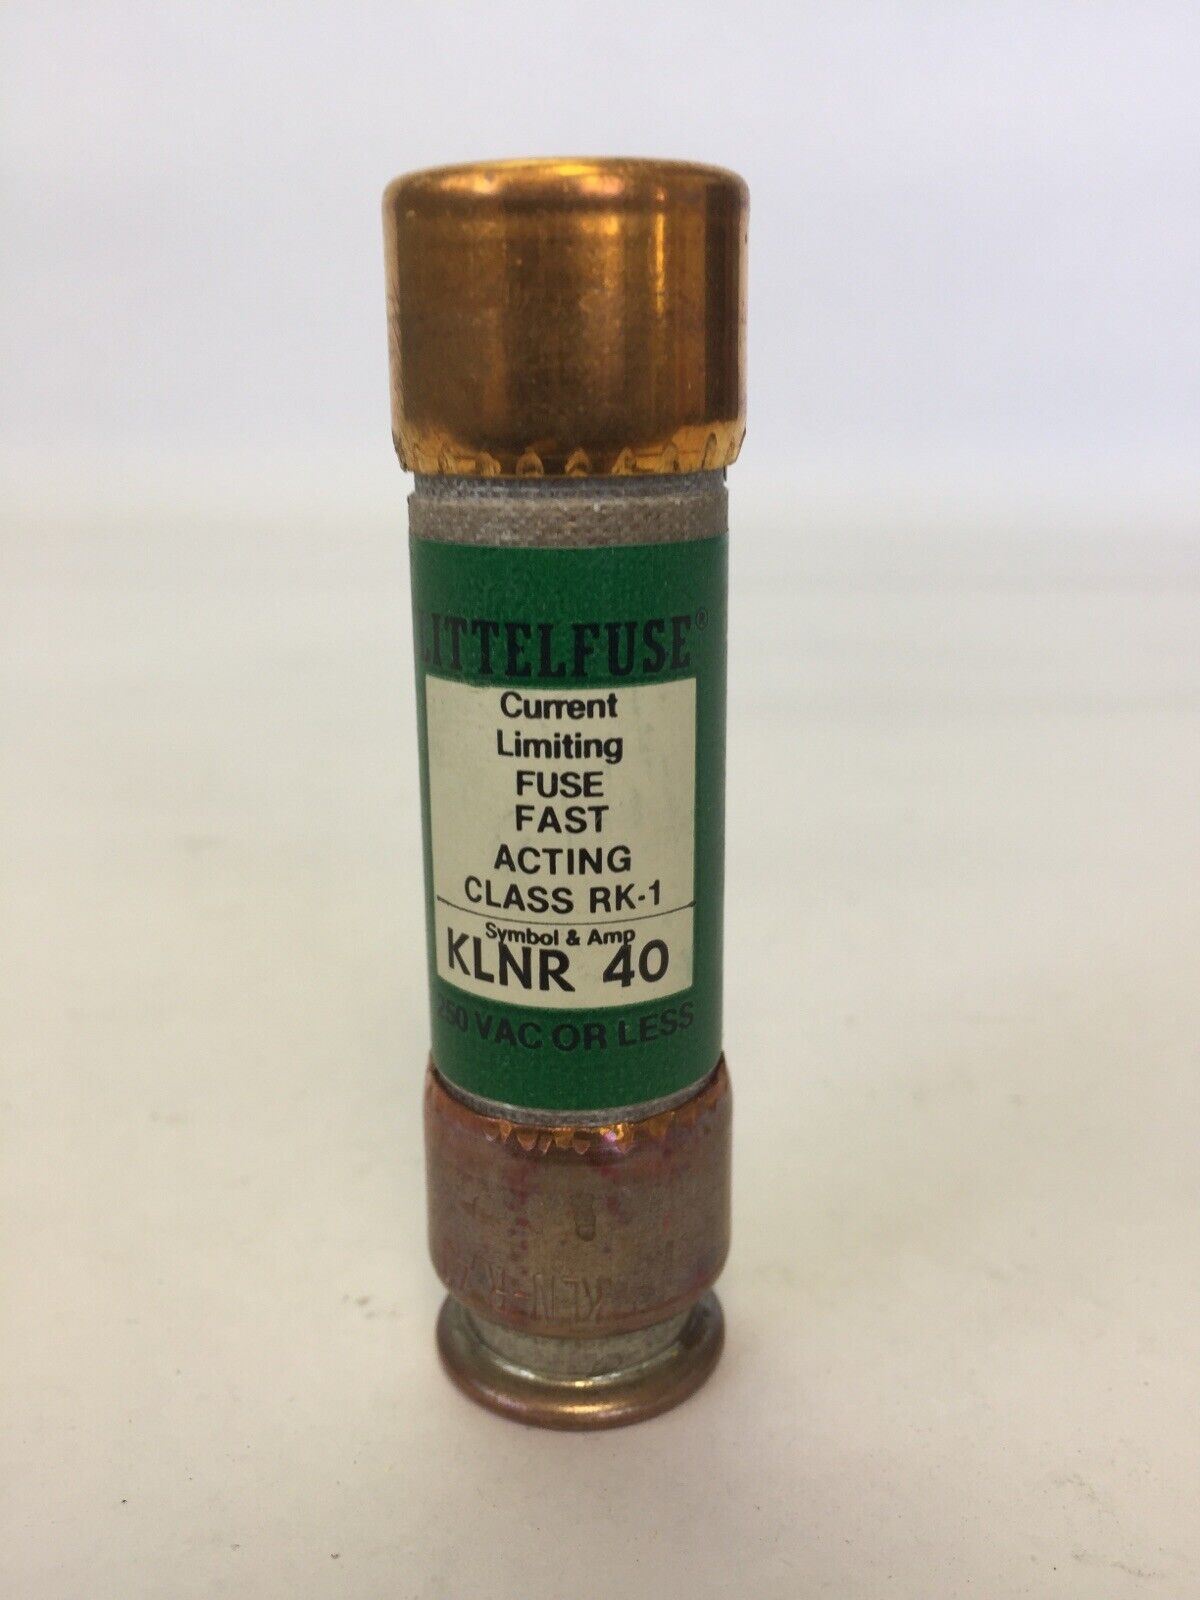 LITTELFUSE®
Current
Limiting
FUSE
FAST
ACTING
CLASS RK-1
Symbol & Amp
KLNR 40
250 VAC OR LESS